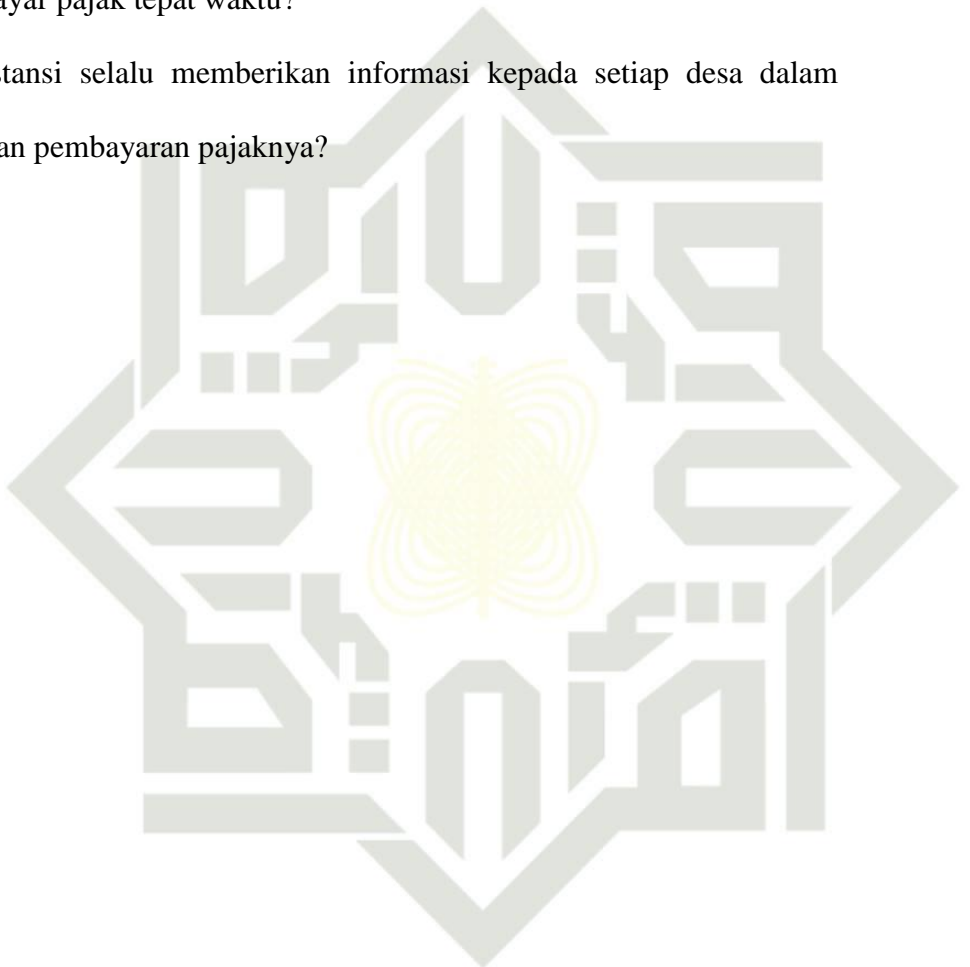 ayar pajak tepat waktu?
stansi selalu memberikan informasi kepada setiap desa dalam
an pembayaran pajaknya?